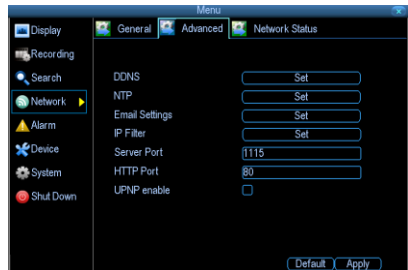 Menu
Display
General
Advanced
Network Status
Recording
Search
Network
Alarm
Device
System
Shut Down
DDNS Set
NTP Set
Email Settings Set
IP Filter Set
Server Port 1115
HTTP Port 80
UPNP enable
Default Apply